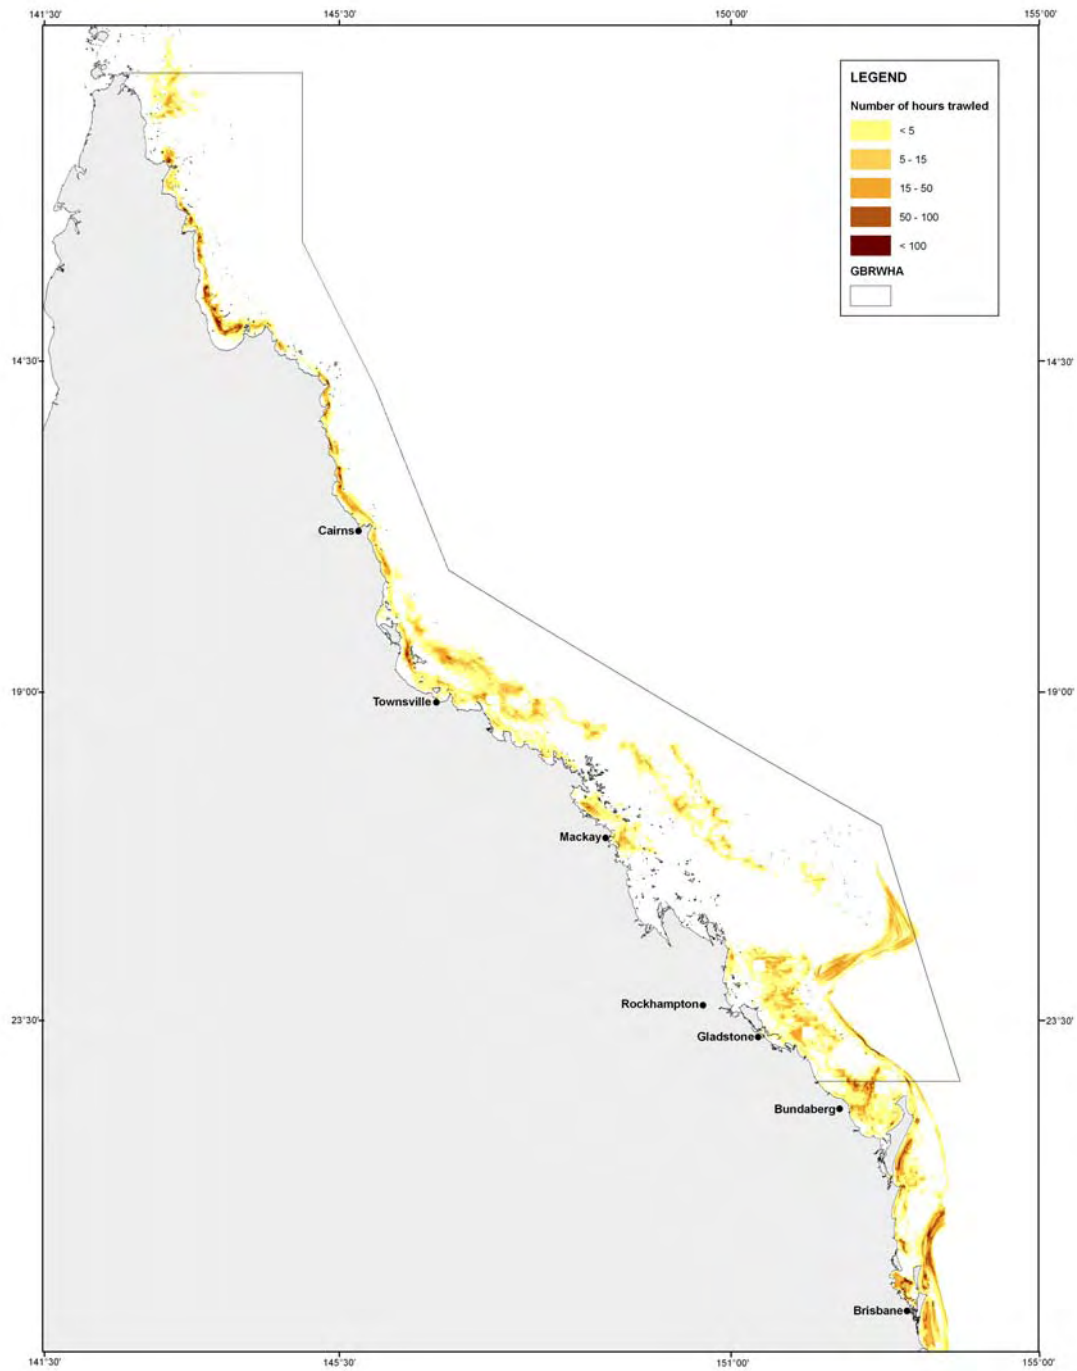 141°30'
145°30'
150°00'
155°00'
LEGEND
Number of hours trawled
< 5
5 - 15
15 - 50
50 - 100
< 100
GBRWHA
14°30'
14°30'
Cairns
19°00'
19°00'
Townsville
Mackay
Rockhampton
23°30'
23°30'
Gladstone
Bundaberg
Brisbane
141°30'
145°30'
151°00'
155°00'